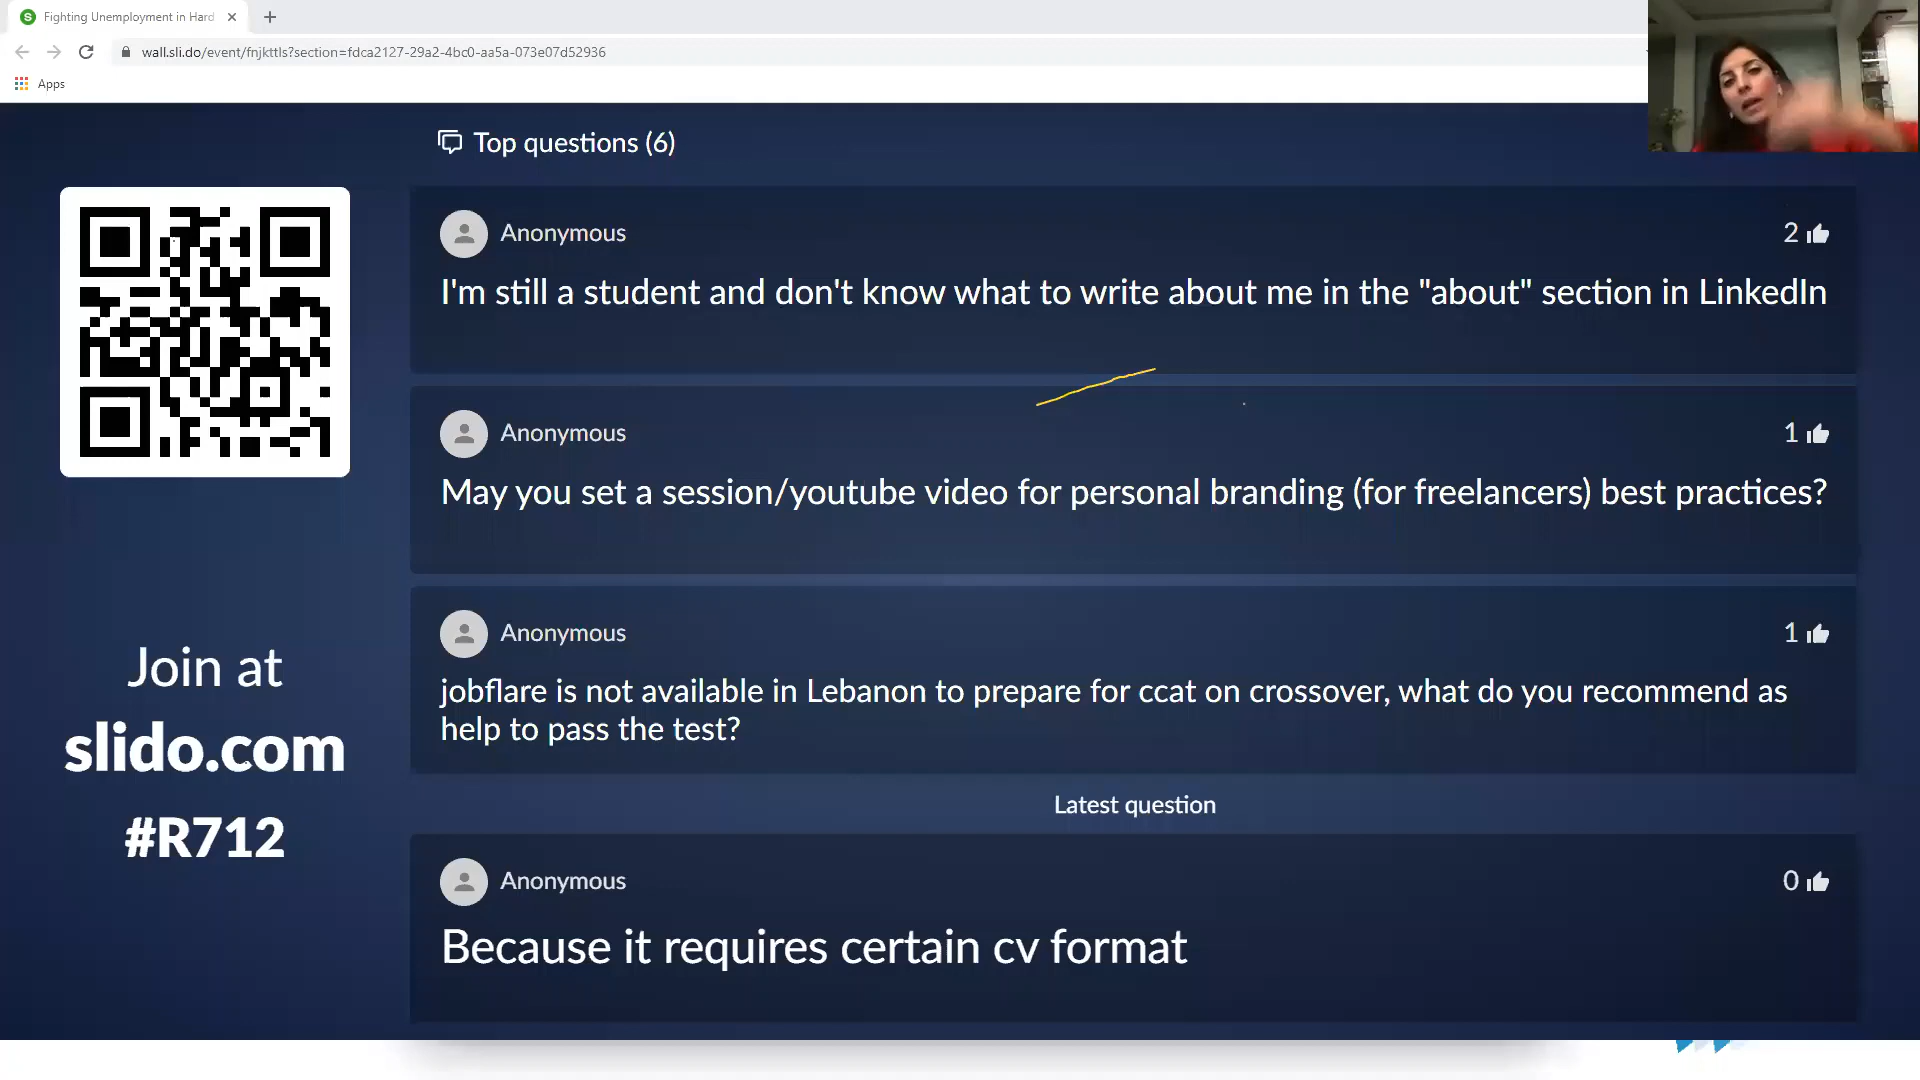 Fighting Unemployment in Hard
wall.sli.do/event/fnjkttls?section=fdca2127-29a2-4bc0-aa5a-073e07d52936
Apps
Top questions (6)
Anonymous
2
I'm still a student and don't know what to write about me in the "about" section in LinkedIn
Anonymous
1
May you set a session/youtube video for personal branding (for freelancers) best practices?
Anonymous
1
jobflare is not available in Lebanon to prepare for ccat on crossover, what do you recommend as
help to pass the test?
Latest question
Anonymous
0
Because it requires certain cv format
Join at
slido.com
#R712